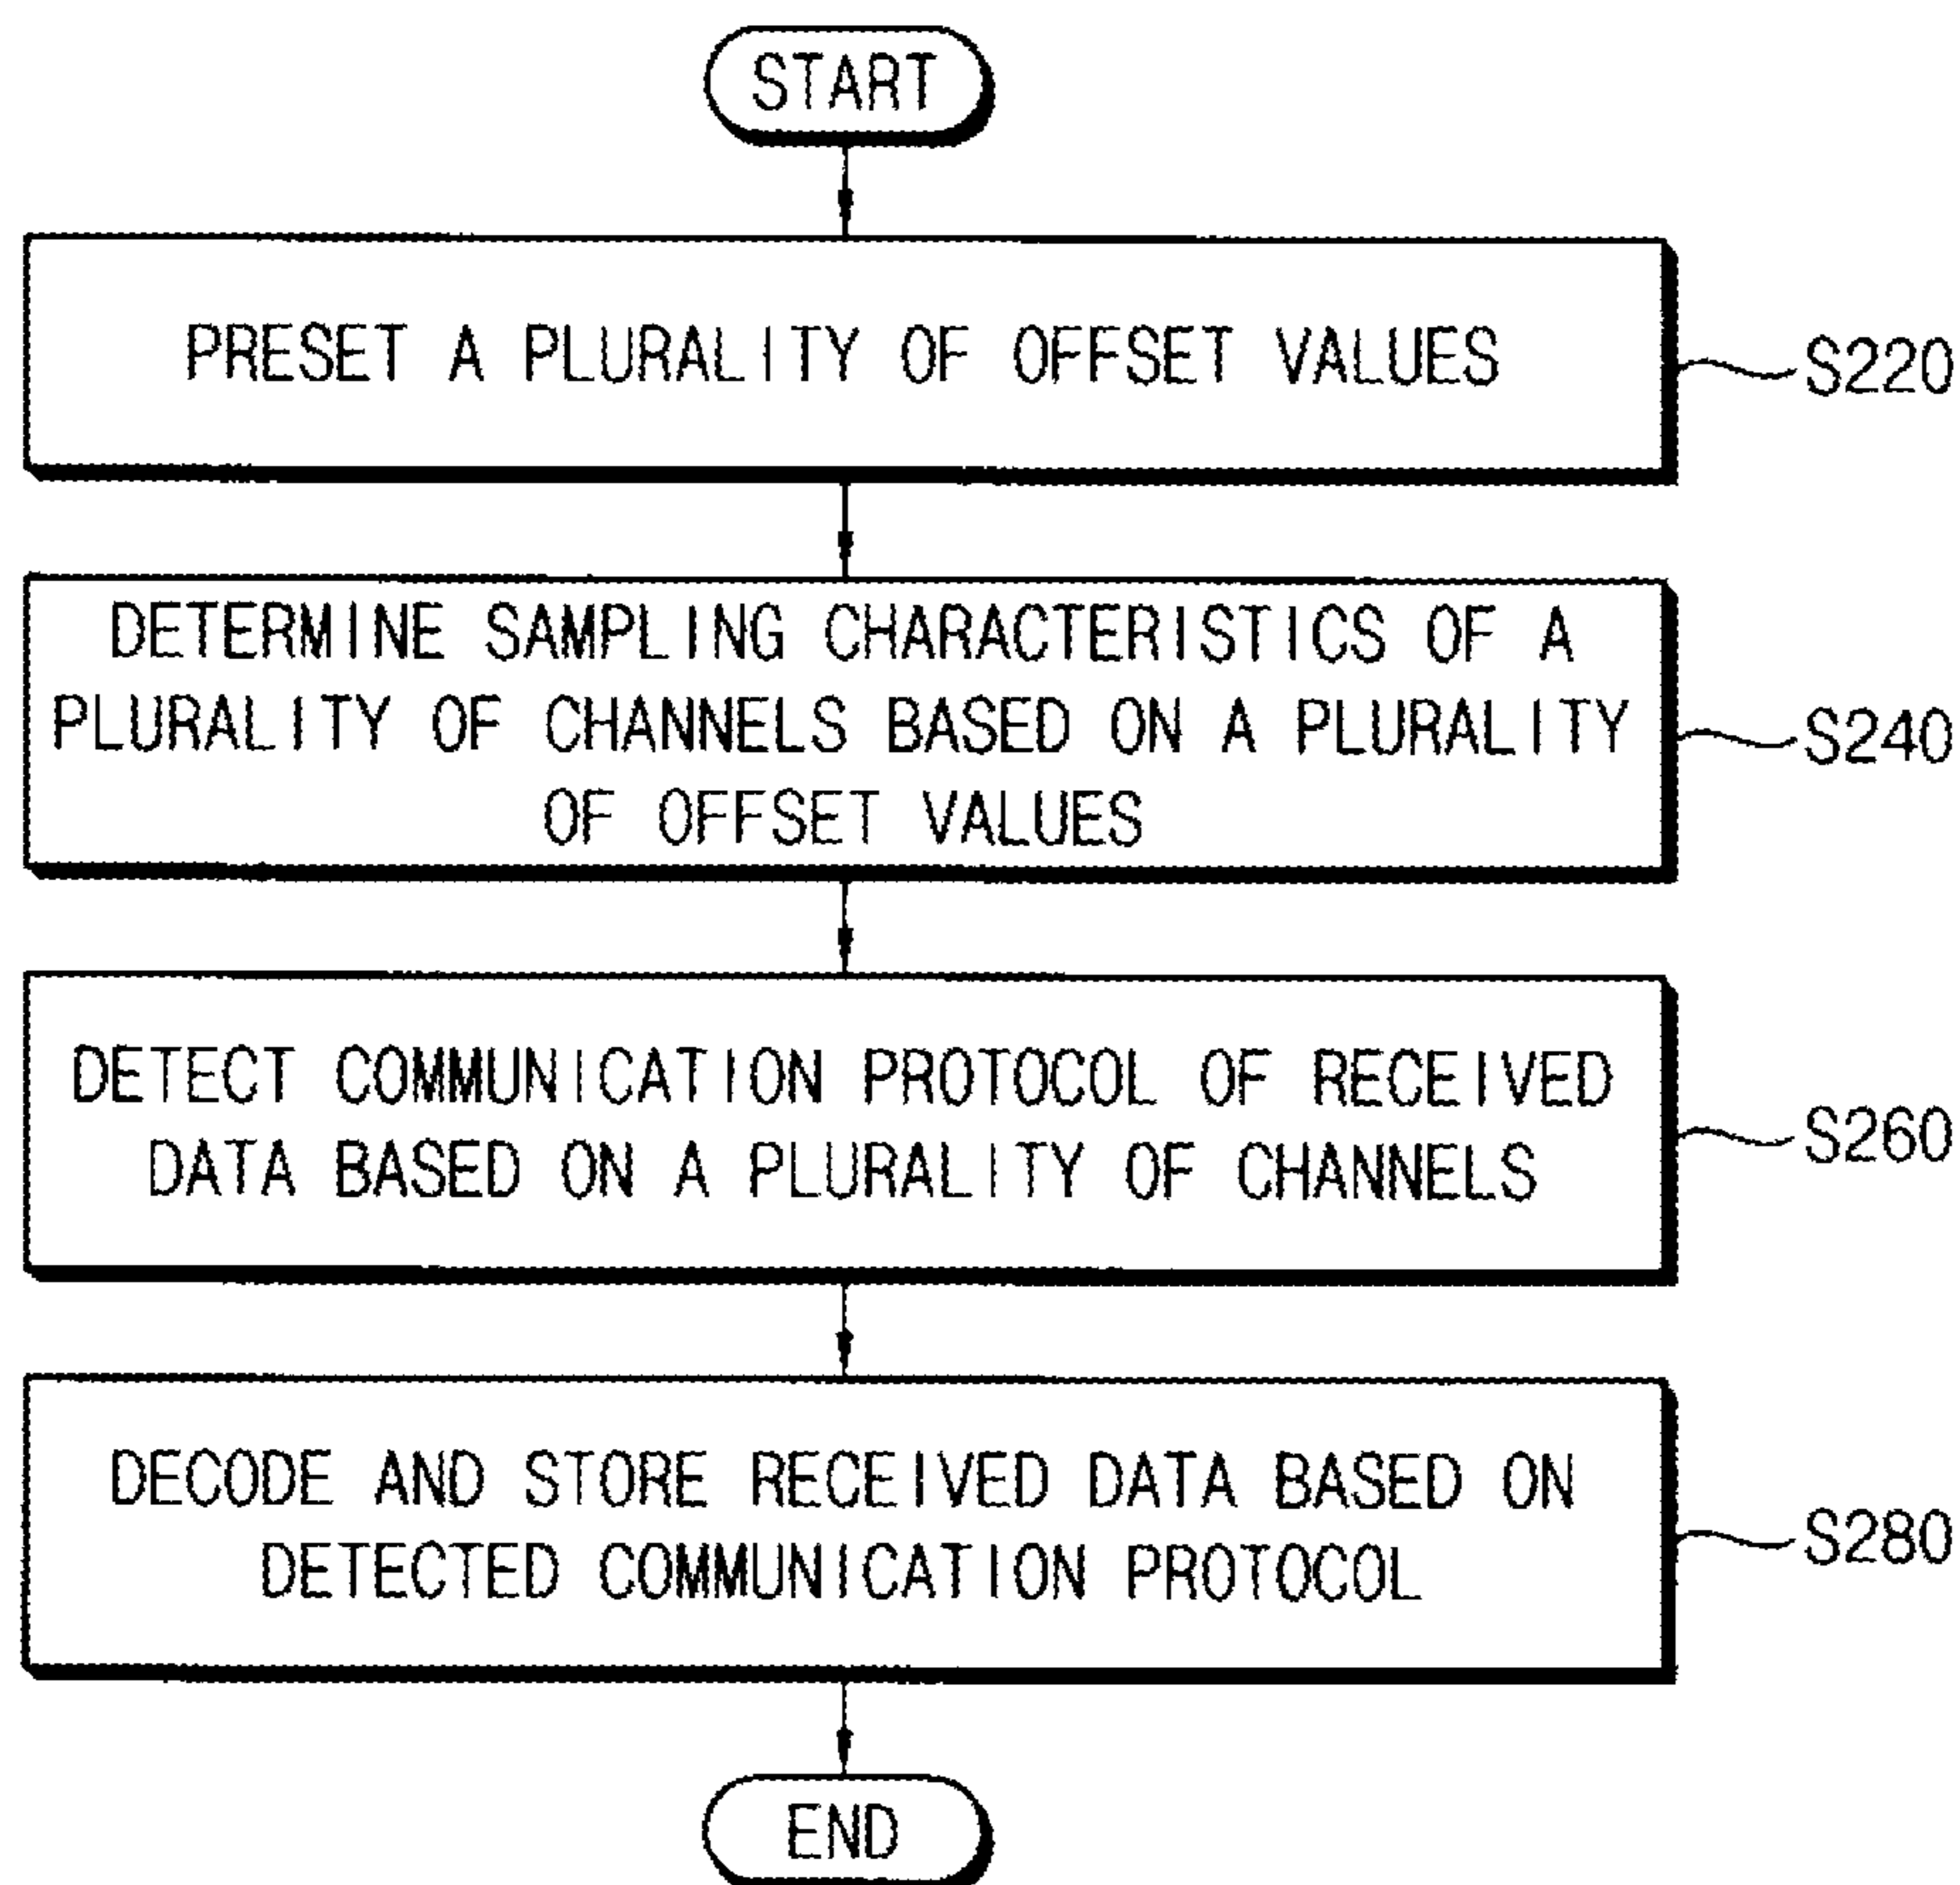 START
PRESET A PLURALITY OF OFFSET VALUES
S220
DETERMINE SAMPLING CHARACTERISTICS OF A
PLURALITY OF CHANNELS BASED ON A PLURALITY
OF OFFSET VALUES
S240
DETECT COMMUNICATION PROTOCOL OF RECEIVED
DATA BASED ON A PLURALITY OF CHANNELS
S260
DECODE AND STORE RECEIVED DATA BASED ON
DETECTED COMMUNICATION PROTOCOL
S280
END